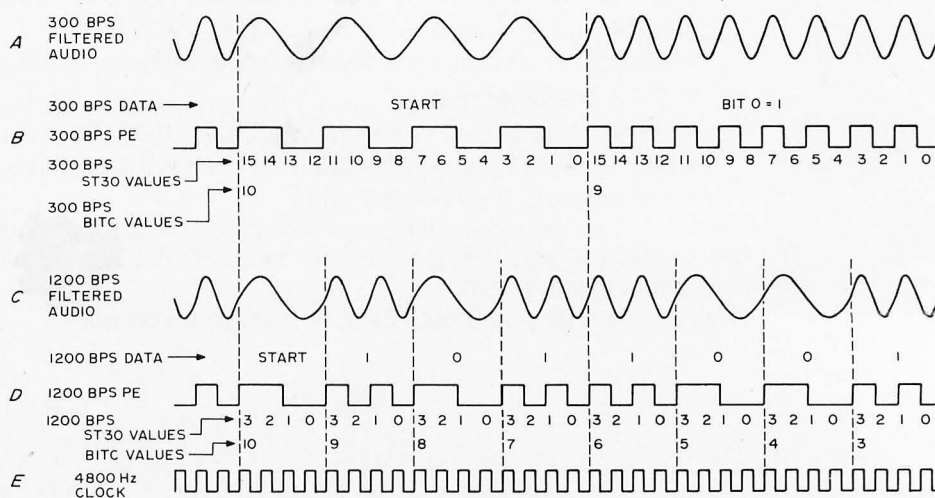 A 300 BPS FILTERED AUDIO
300 BPS DATA START BIT 0 = 1
B 300 BPS PE
300 BPS ST30 VALUES 15 14 13 12 11 10 9 8 7 6 5 4 3 2 1 0 15 14 13 12 11 10 9 8 7 6 5 4 3 2 1 0
300 BPS BITC VALUES 10 9
C 1200 BPS FILTERED AUDIO
1200 BPS DATA START 1 0 1 1 0 0 1
D 1200 BPS PE
1200 BPS ST30 VALUES 3 2 1 0 3 2 1 0 3 2 1 0 3 2 1 0 3 2 1 0 3 2 1 0 3 2 1 0 3 2 1 0
BITC VALUES 10 9 8 7 6 5 4 3
E 4800 Hz CLOCK